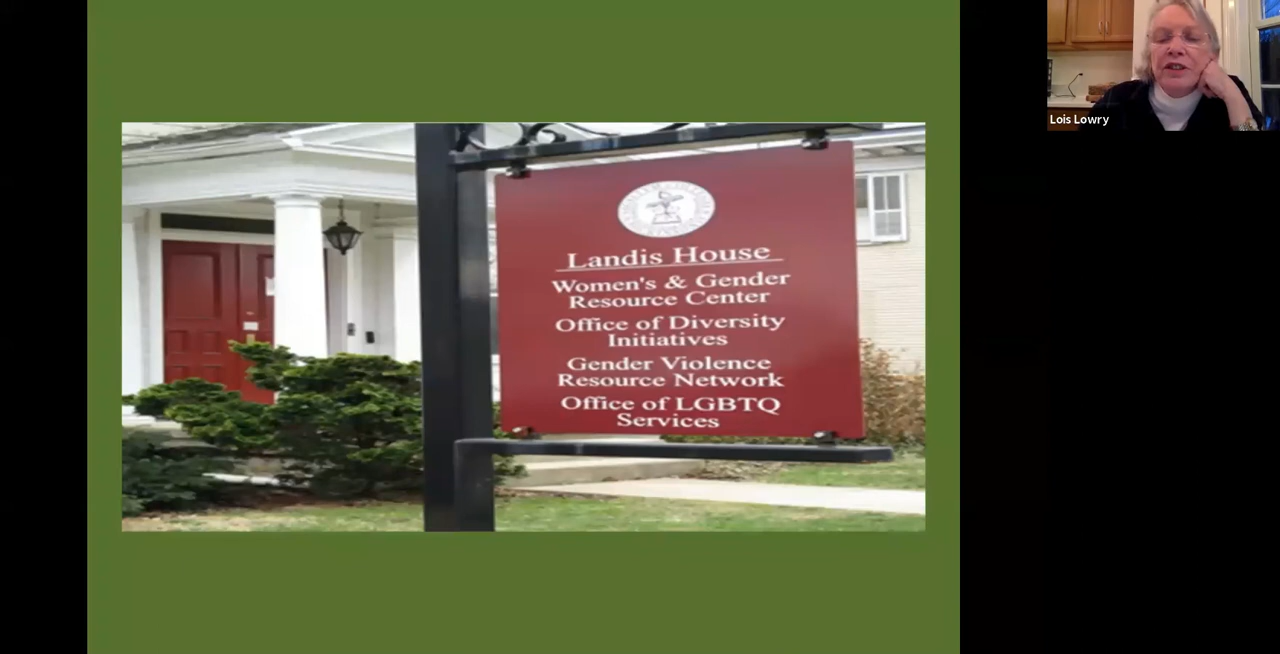 Landis House
Women's & Gender
Resource Center
Office of Diversity
Initiatives
Gender Violence
Resource Network
Office of LGBTQ
Services
Lois Lowry